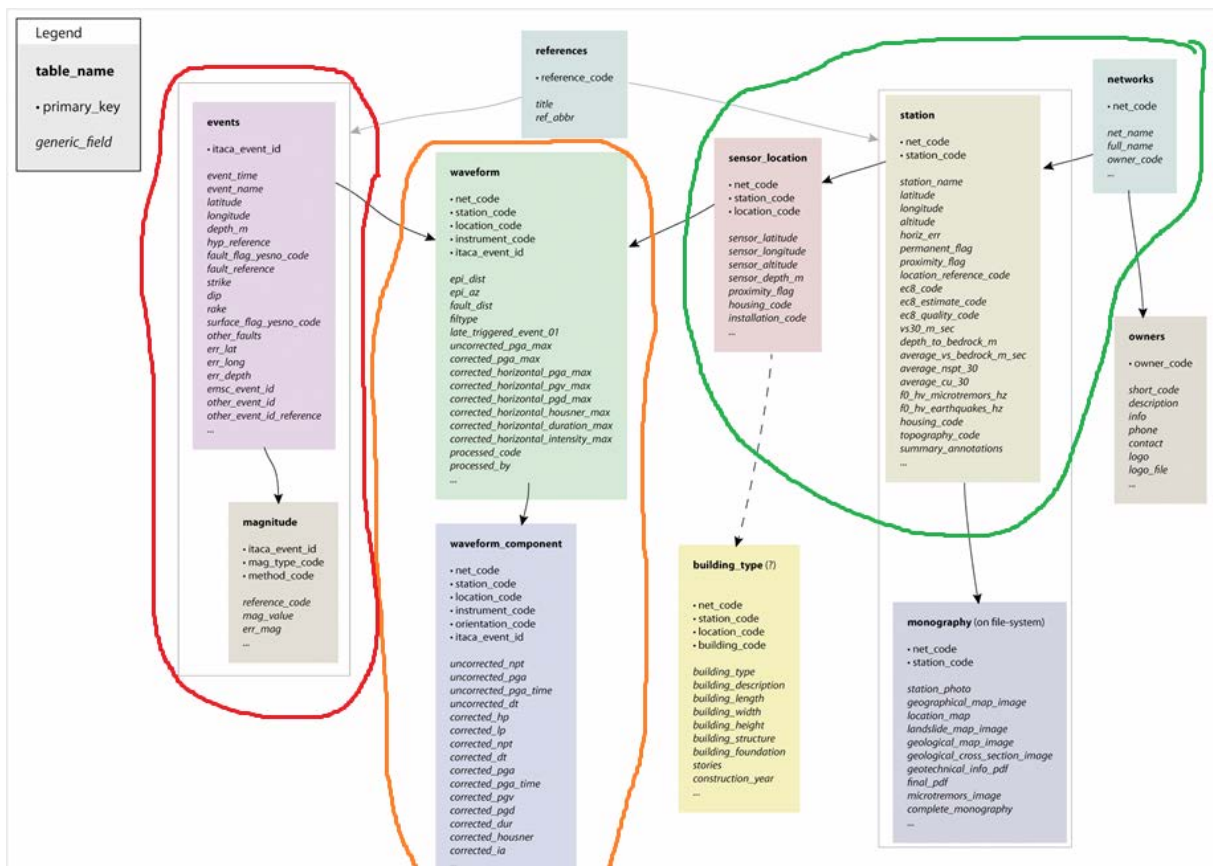 Legend
table_name
• primary_key
generic_field
references
• reference_code
title
ref_abbr
networks
• net_code
net_name
full_name
owner_code
...
events
• itaca_event_id
event_time
event_name
latitude
longitude
depth_m
hyp_reference
fault_flag_yesno_code
fault_reference
strike
dip
rake
surface_flag_yesno_code
other_faults
err_lat
err_long
err_depth
emsc_event_id
other_event_id
other_event_id_reference
...
waveform
• net_code
• station_code
• location_code
• instrument_code
• itaca_event_id
epi_dist
epi_az
fault_dist
filtype
late_triggered_event_01
uncorrected_pga_max
corrected_pga_max
corrected_horizontal_pga_max
corrected_horizontal_pgv_max
corrected_horizontal_pgd_max
corrected_horizontal_housner_max
corrected_horizontal_duration_max
corrected_horizontal_intensity_max
processed_code
processed_by
...
sensor_location
• net_code
• station_code
• location_code
sensor_latitude
sensor_longitude
sensor_altitude
sensor_depth_m
proximity_flag
housing_code
installation_code
...
station
• net_code
• station_code
station_name
latitude
longitude
altitude
horiz_err
permanent_flag
proximity_flag
location_reference_code
ec8_code
ec8_estimate_code
ec8_quality_code
vs30_m_sec
depth_to_bedrock_m
average_vs_bedrock_m_sec
average_nspt_30
average_cu_30
f0_hv_microtremors_hz
f0_hv_earthquakes_hz
housing_code
topography_code
summary_annotations
...
owners
• owner_code
short_code
description
info
phone
contact
logo
logo_file
...
magnitude
• itaca_event_id
• mag_type_code
• method_code
reference_code
mag_value
err_mag
...
waveform_component
• net_code
• station_code
• location_code
• instrument_code
• orientation_code
• itaca_event_id
uncorrected_npt
uncorrected_pga
uncorrected_pga_time
uncorrected_dt
corrected_hp
corrected_lp
corrected_npt
corrected_dt
corrected_pga
corrected_pga_time
corrected_pgv
corrected_pgd
corrected_dur
corrected_housner
corrected_ia
building_type (?)
• net_code
• station_code
• location_code
• building_code
building_type
building_description
building_length
building_width
building_height
building_structure
building_foundation
stories
construction_year
...
monography (on file-system)
• net_code
• station_code
station_photo
geographical_map_image
location_map
landslide_map_image
geological_map_image
geological_cross_section_image
geotechnical_info_pdf
final_pdf
microtremors_image
complete_monography
...